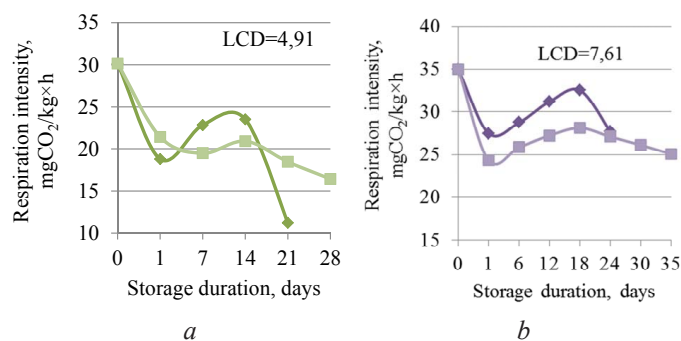 Respiration intensity,
mgCO₂/kg×h
35
30
25
20
15
10
LCD=4,91
0 1 7 14 21 28
Storage duration, days
a
Respiration intensity,
mgCO₂/kg×h
40
35
30
25
20
15
LCD=7,61
0 1 6 12 18 24 30 35
Storage duration, days
b